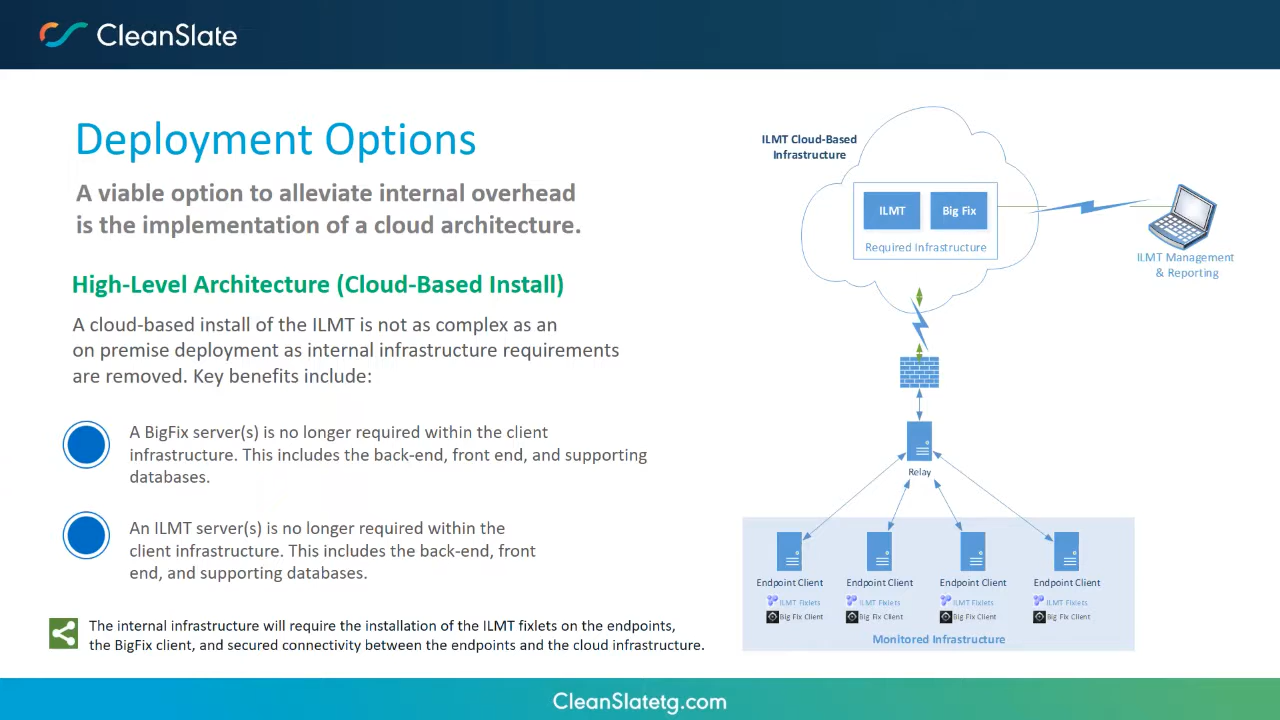 CleanSlate
Deployment Options
A viable option to alleviate internal overhead
is the implementation of a cloud architecture.
High-Level Architecture (Cloud-Based Install)
A cloud-based install of the ILMT is not as complex as an
on premise deployment as internal infrastructure requirements
are removed. Key benefits include:
A BigFix server(s) is no longer required within the client
infrastructure. This includes the back-end, front end, and supporting
databases.
An ILMT server(s) is no longer required within the
client infrastructure. This includes the back-end, front
end, and supporting databases.
The internal infrastructure will require the installation of the ILMT fixlets on the endpoints,
the BigFix client, and secured connectivity between the endpoints and the cloud infrastructure.
ILMT Cloud-Based
Infrastructure
ILMT
Big Fix
Required Infrastructure
ILMT Management
& Reporting
Relay
Endpoint Client
ILMT Fixlets
Big Fix Client
Endpoint Client
ILMT Fixlets
Big Fix Client
Endpoint Client
ILMT Fixlets
Big Fix Client
Endpoint Client
ILMT Fixlets
Big Fix Client
Monitored Infrastructure
CleanSlatetg.com